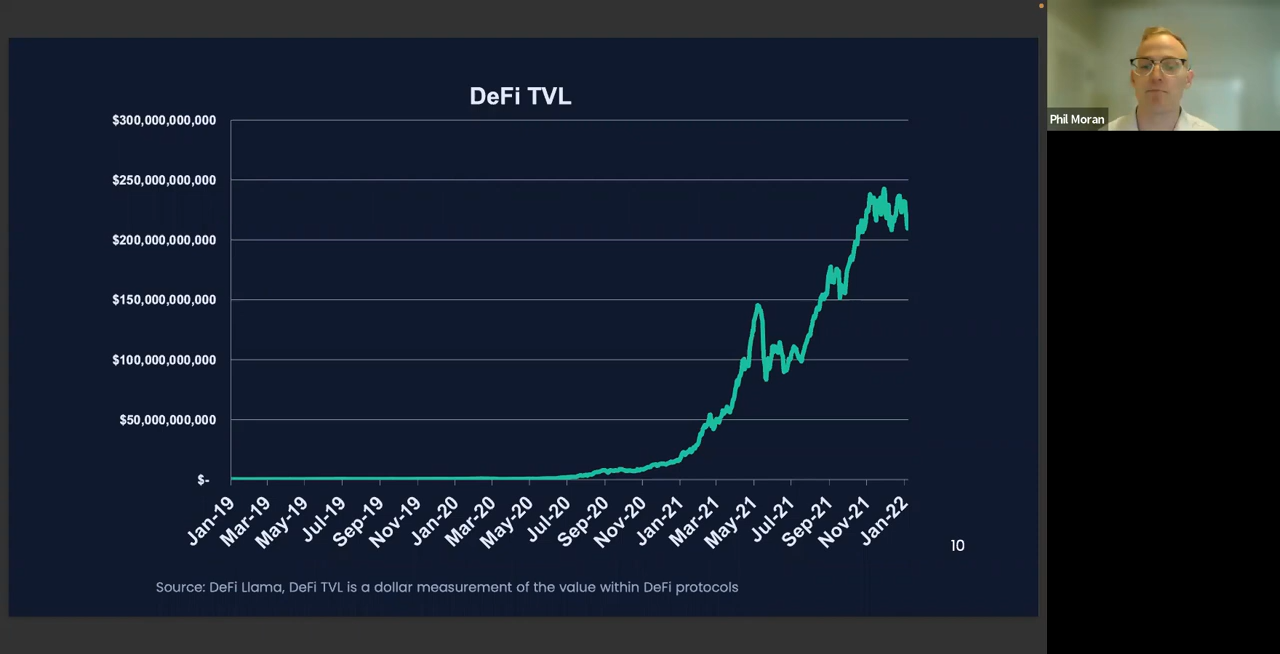 DeFi TVL
$300,000,000,000
$250,000,000,000
$200,000,000,000
$150,000,000,000
$100,000,000,000
$50,000,000,000
$-
Jan-19
Mar-19
May-19
Jul-19
Sep-19
Nov-19
Jan-20
Mar-20
May-20
Jul-20
Sep-20
Nov-20
Jan-21
Mar-21
May-21
Jul-21
Sep-21
Nov-21
Jan-22
10
Source: DeFi Llama, DeFi TVL is a dollar measurement of the value within DeFi protocols
Phil Moran